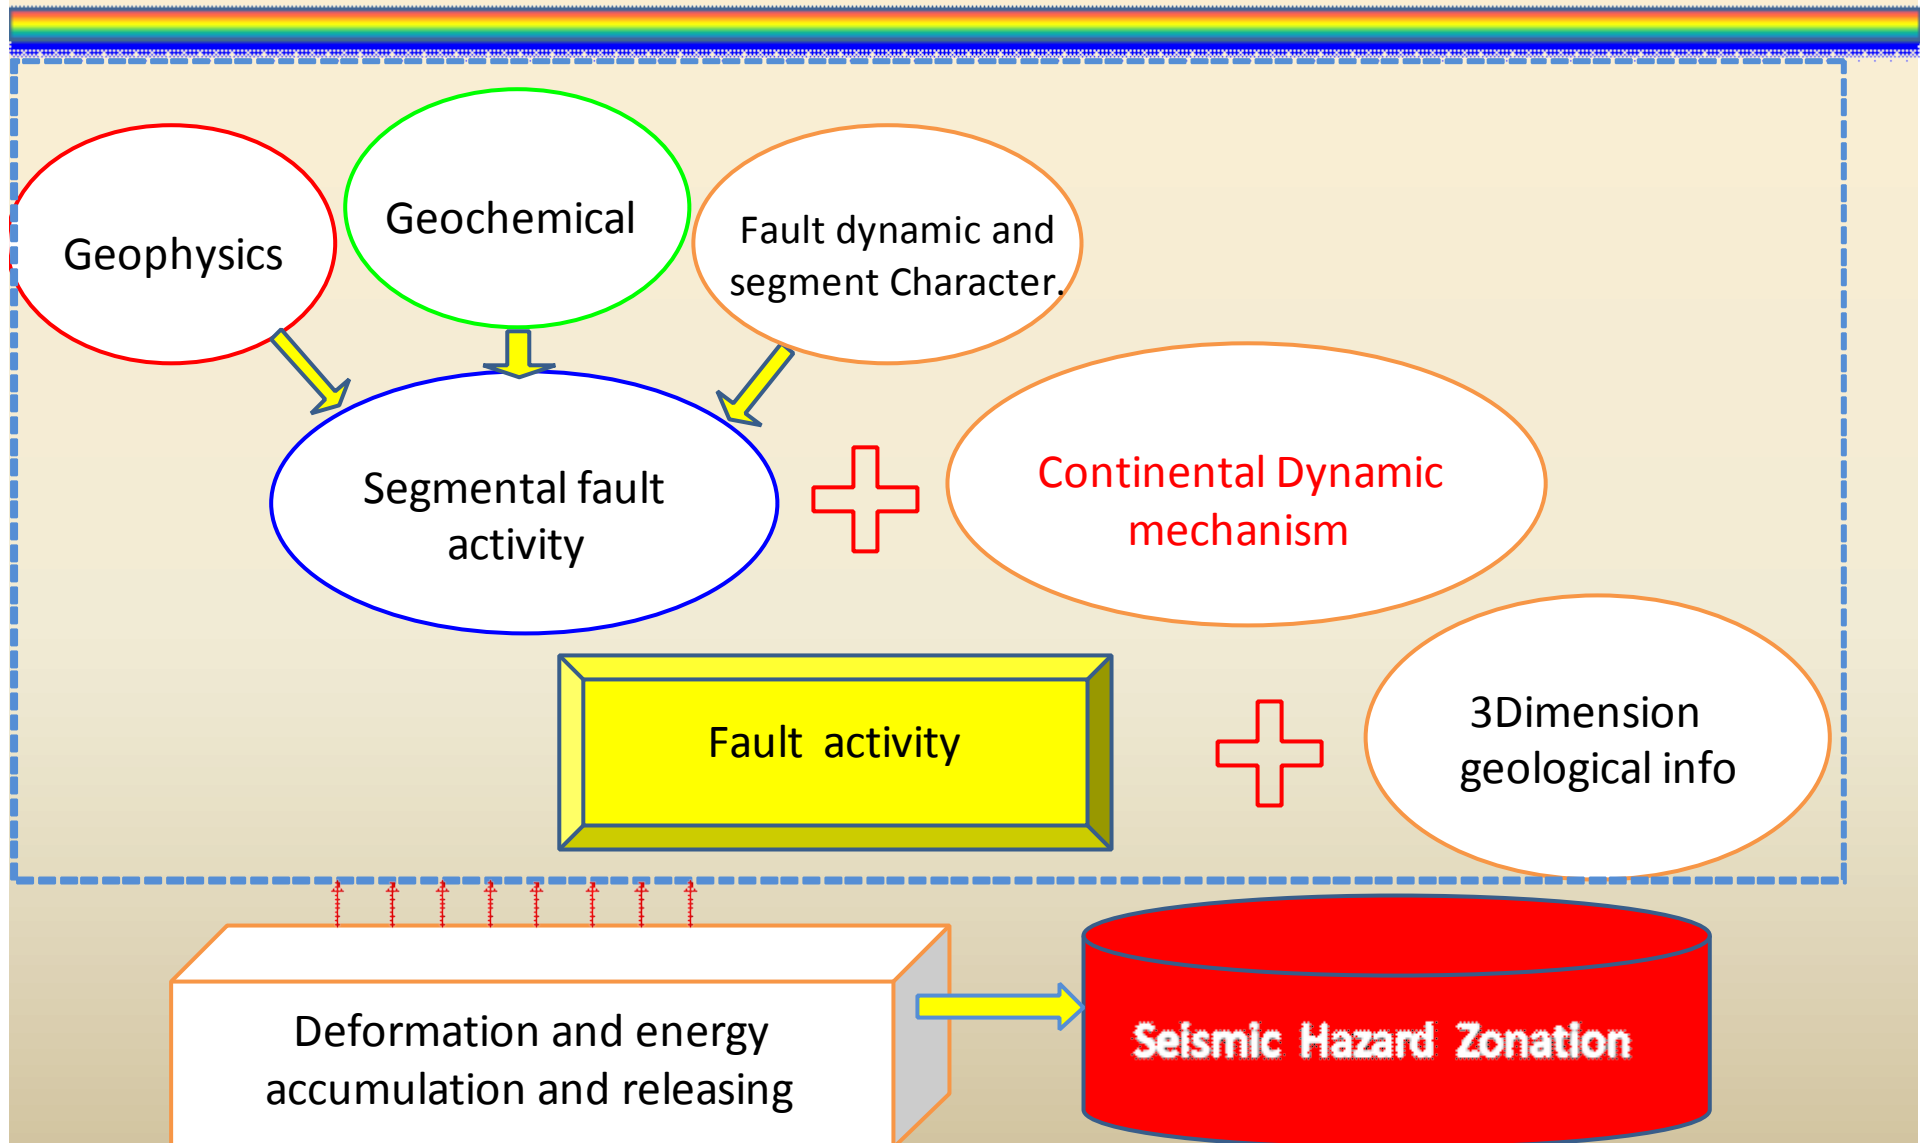 Geophysics
Geochemical
Fault dynamic and
segment Character.
Segmental fault
activity
Continental Dynamic
mechanism
Fault activity
3Dimension
geological info
Deformation and energy
accumulation and releasing
Seismic Hazard Zonation